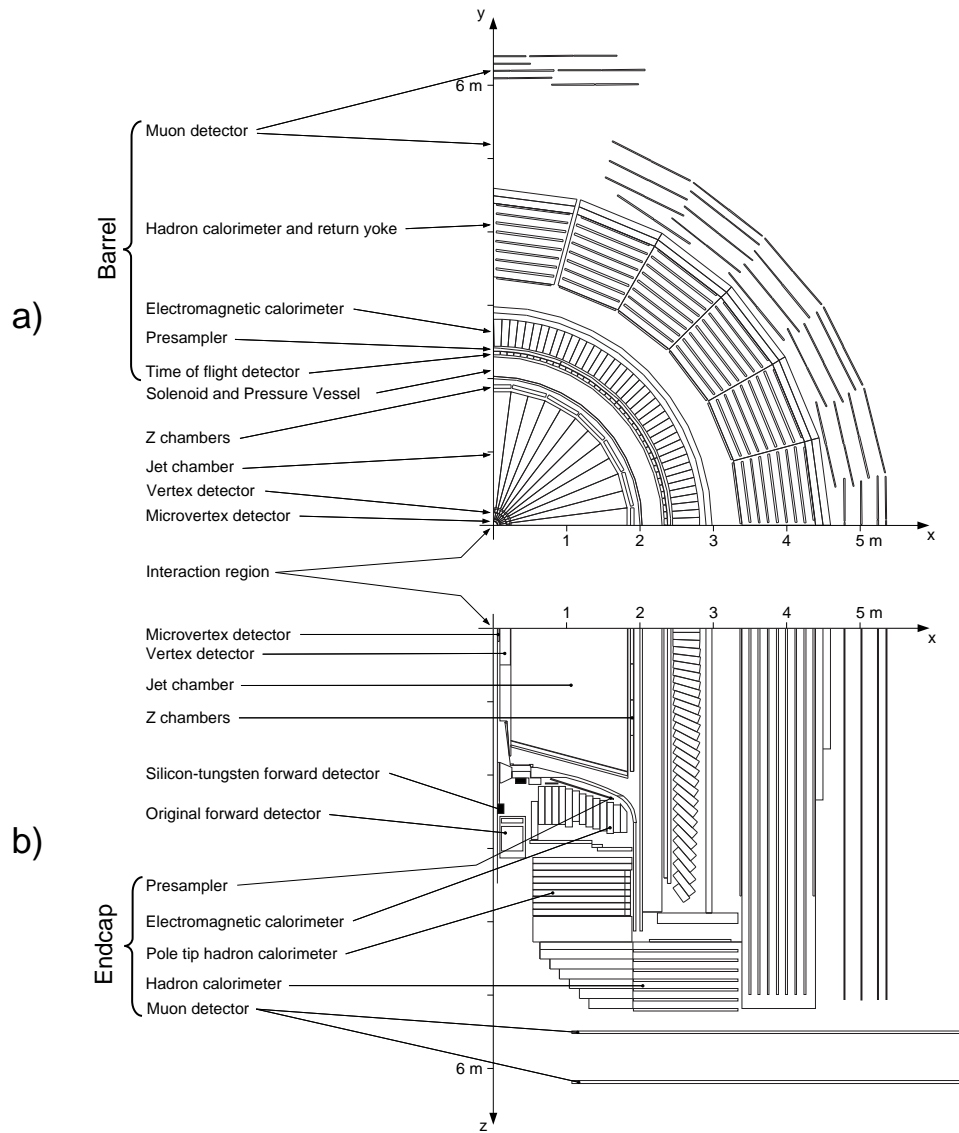 y
6 m
Muon detector
Hadron calorimeter and return yoke
Barrel
a)
Electromagnetic calorimeter
Presampler
Time of flight detector
Solenoid and Pressure Vessel
Z chambers
Jet chamber
Vertex detector
Microvertex detector
1 2 3 4 5 m
x
Interaction region
1 2 3 4 5 m
x
Microvertex detector
Vertex detector
Jet chamber
Z chambers
Silicon-tungsten forward detector
Original forward detector
b)
Presampler
Electromagnetic calorimeter
Endcap
Pole tip hadron calorimeter
Hadron calorimeter
Muon detector
6 m
z